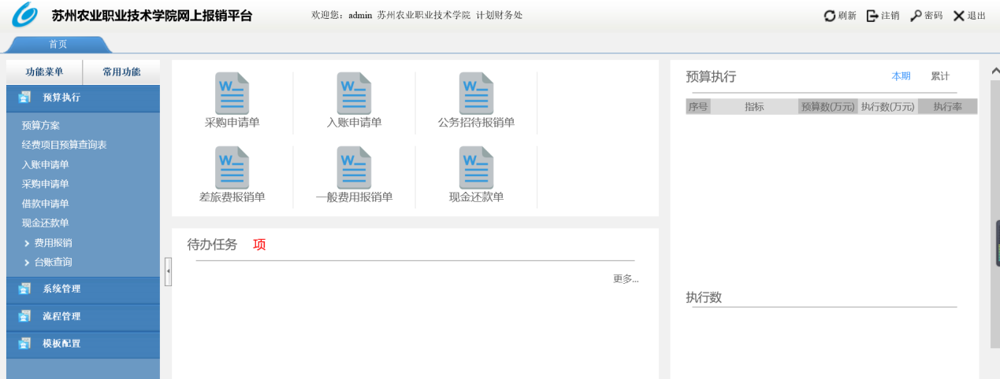 苏州农业职业技术学院网上报销平台
欢迎您：admin 苏州农业职业技术学院 计划财务处
刷新 注销 密码 退出
首页
功能菜单 常用功能
预算执行
预算方案
经费项目预算查询表
入账申请单
采购申请单
借款申请单
现金还款单
费用报销
台账查询
系统管理
流程管理
模板配置
采购申请单 入账申请单 公务招待报销单
差旅费报销单 一般费用报销单 现金还款单
待办任务 项
更多...
预算执行 本期 累计
序号 指标 预算数(万元) 执行数(万元) 执行率
执行数